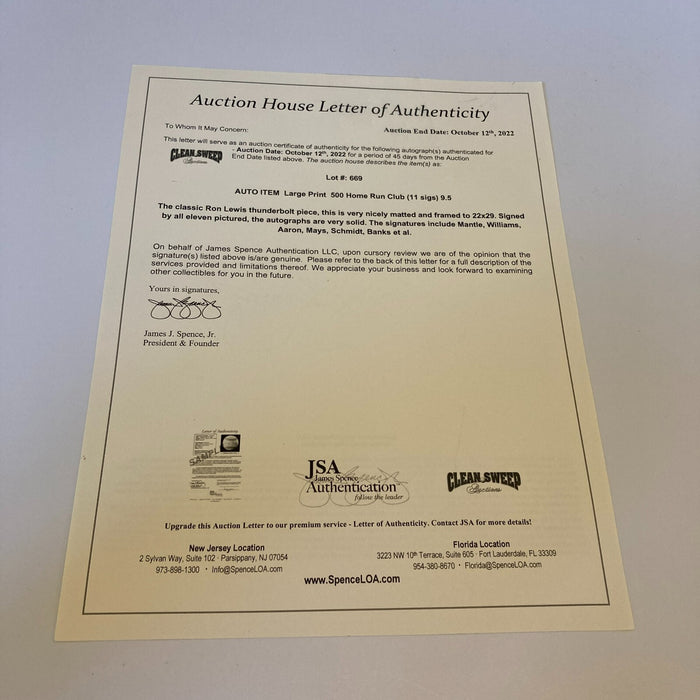 Auction House Letter of Authenticity
To Whom It May Concern:
Auction End Date: October 12th, 2022
This letter will serve as an auction certificate of authenticity for the following autograph(s) authenticated for
CLEAN SWEEP Auctions - Auction Date: October 12th, 2022 for a period of 45 days from the Auction
End Date listed above. The auction house describes the item(s) as:
Lot #: 669
AUTO ITEM Large Print 500 Home Run Club (11 sigs) 9.5
The classic Ron Lewis thunderbolt piece, this is very nicely matted and framed to 22x29. Signed
by all eleven pictured, the autographs are very solid. The signatures include Mantle, Williams,
Aaron, Mays, Schmidt, Banks et al.
On behalf of James Spence Authentication LLC, upon cursory review we are of the opinion that the
signature(s) listed above is/are genuine. Please refer to the back of this letter for a full description of the
services provided and limitations thereof. We appreciate your business and look forward to examining
other collectibles for you in the future.
Yours in signatures,
James J. Spence, Jr.
President & Founder
Letter of Authenticity
SAMPLE
JSA
James Spence
Authentication
follow the leader
CLEAN SWEEP
Auctions
Upgrade this Auction Letter to our premium service - Letter of Authenticity. Contact JSA for more details!
New Jersey Location
2 Sylvan Way, Suite 102 · Parsippany, NJ 07054
973-898-1300 · Info@SpenceLOA.com
Florida Location
3223 NW 10th Terrace, Suite 605 · Fort Lauderdale, FL 33309
954-380-8670 · Florida@SpenceLOA.com
www.SpenceLOA.com